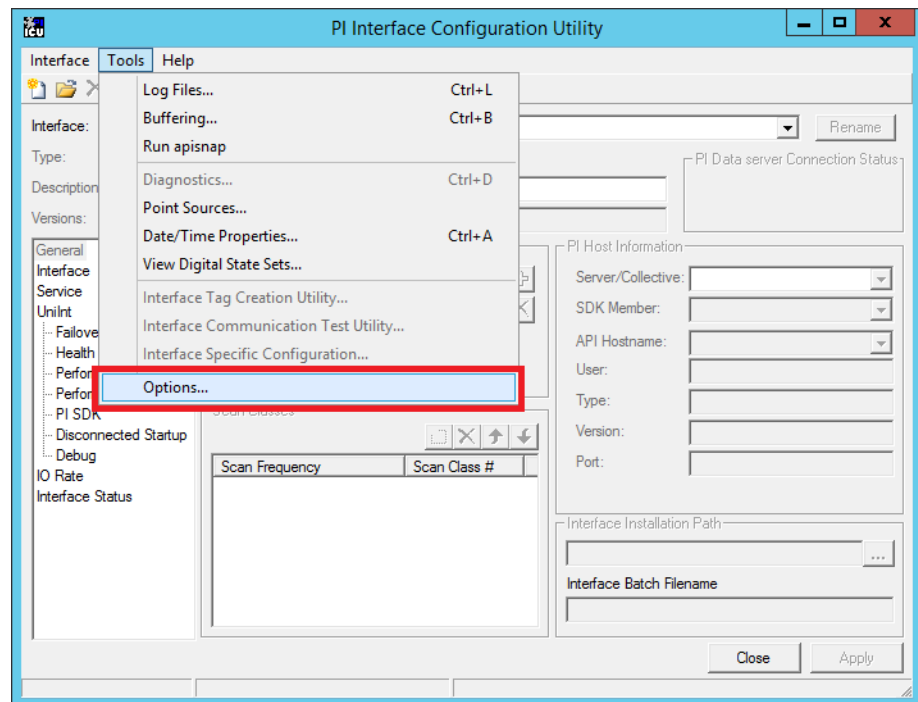 ICU
PI Interface Configuration Utility
Interface Tools Help
Log Files... Ctrl+L
Buffering... Ctrl+B
Run apisnap
Diagnostics... Ctrl+D
Point Sources...
Date/Time Properties... Ctrl+A
View Digital State Sets...
Interface Tag Creation Utility...
Interface Communication Test Utility...
Interface Specific Configuration...
Options...
Interface:
Rename
Type:
Description
Versions:
PI Data server Connection Status
General
Interface
Service
UniInt
Failove
Health
Perfor
Perfor
PI SDK
Disconnected Startup
Debug
IO Rate
Interface Status
Scan Classes
Scan Frequency Scan Class #
PI Host Information
Server/Collective:
SDK Member:
API Hostname:
User:
Type:
Version:
Port:
Interface Installation Path
...
Interface Batch Filename
Close Apply